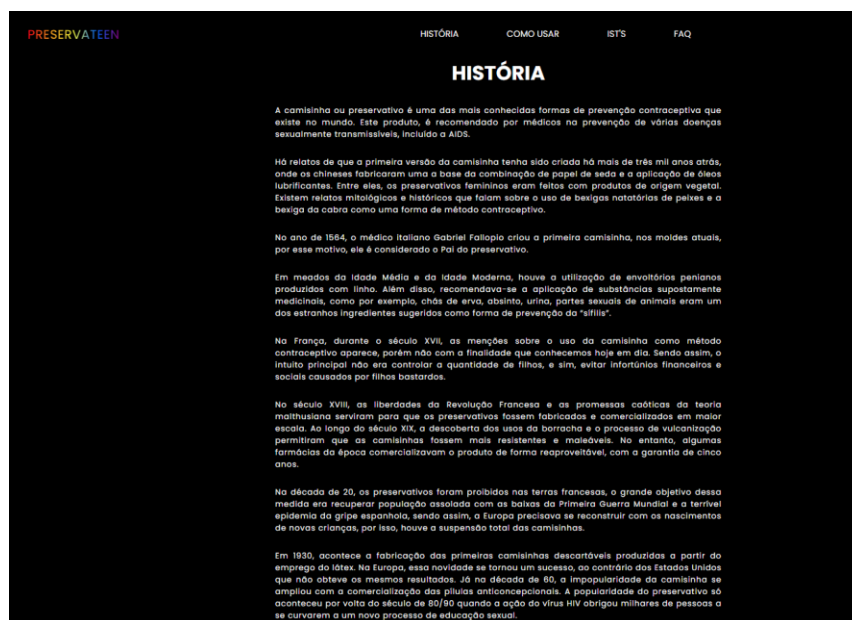 PRESERVATEEN
HISTÓRIA
COMO USAR
IST'S
FAQ
HISTÓRIA
A camisinha ou preservativo é uma das mais conhecidas formas de prevenção contraceptiva que
existe no mundo. Este produto, é recomendado por médicos na prevenção de várias doenças
sexualmente transmissíveis, incluido a AIDS.
Há relatos de que a primeira versão da camisinha tenha sido criada há mais de três mil anos atrás,
onde os chineses fabricaram uma a base da combinação de papel de seda e a aplicação de óleos
lubrificantes. Entre eles, os preservativos femininos eram feitos com produtos de origem vegetal.
Existem relatos mitológicos e históricos que falam sobre o uso de bexigas natatórias de peixes e a
bexiga da cabra como uma forma de método contraceptivo.
No ano de 1564, o médico italiano Gabriel Fallopio criou a primeira camisinha, nos moldes atuais,
por esse motivo, ele é considerado o Pai do preservativo.
Em meados da Idade Média e da Idade Moderna, houve a utilização de envoltórios penianos
produzidos com linho. Além disso, recomendava-se a aplicação de substâncias supostamente
medicinais, como por exemplo, chás de erva, absinto, urina, partes sexuais de animais eram um
dos estranhos ingredientes sugeridos como forma de prevenção da "sífilis".
Na França, durante o século XVII, as menções sobre o uso da camisinha como método
contraceptivo aparece, porém não com a finalidade que conhecemos hoje em dia. Sendo assim, o
intuito principal não era controlar a quantidade de filhos, e sim, evitar infortúnios financeiros e
sociais causados por filhos bastardos.
No século XVIII, as liberdades da Revolução Francesa e as promessas caóticas da teoria
malthusiana serviram para que os preservativos fossem fabricados e comercializados em maior
escala. Ao longo do século XIX, a descoberta dos usos da borracha e o processo de vulcanização
permitiram que as camisinhas fossem mais resistentes e maleáveis. No entanto, algumas
farmácias da época comercializavam o produto de forma reaproveitável, com a garantia de cinco
anos.
Na década de 20, os preservativos foram proibidos nas terras francesas, o grande objetivo dessa
medida era recuperar população assolada com as baixas da Primeira Guerra Mundial e a terrível
epidemia da gripe espanhola, sendo assim, a Europa precisava se reconstruir com os nascimentos
de novas crianças, por isso, houve a suspensão total das camisinhas.
Em 1930, acontece a fabricação das primeiras camisinhas descartáveis produzidas a partir do
emprego do látex. Na Europa, essa novidade se tornou um sucesso, ao contrário dos Estados Unidos
que não obteve os mesmos resultados. Já na década de 60, a impopularidade da camisinha se
ampliou com a comercialização das pílulas anticoncepcionais. A popularidade do preservativo só
aconteceu por volta do século de 80/90 quando a ação do vírus HIV obrigou milhares de pessoas a
se curvarem a um novo processo de educação sexual.